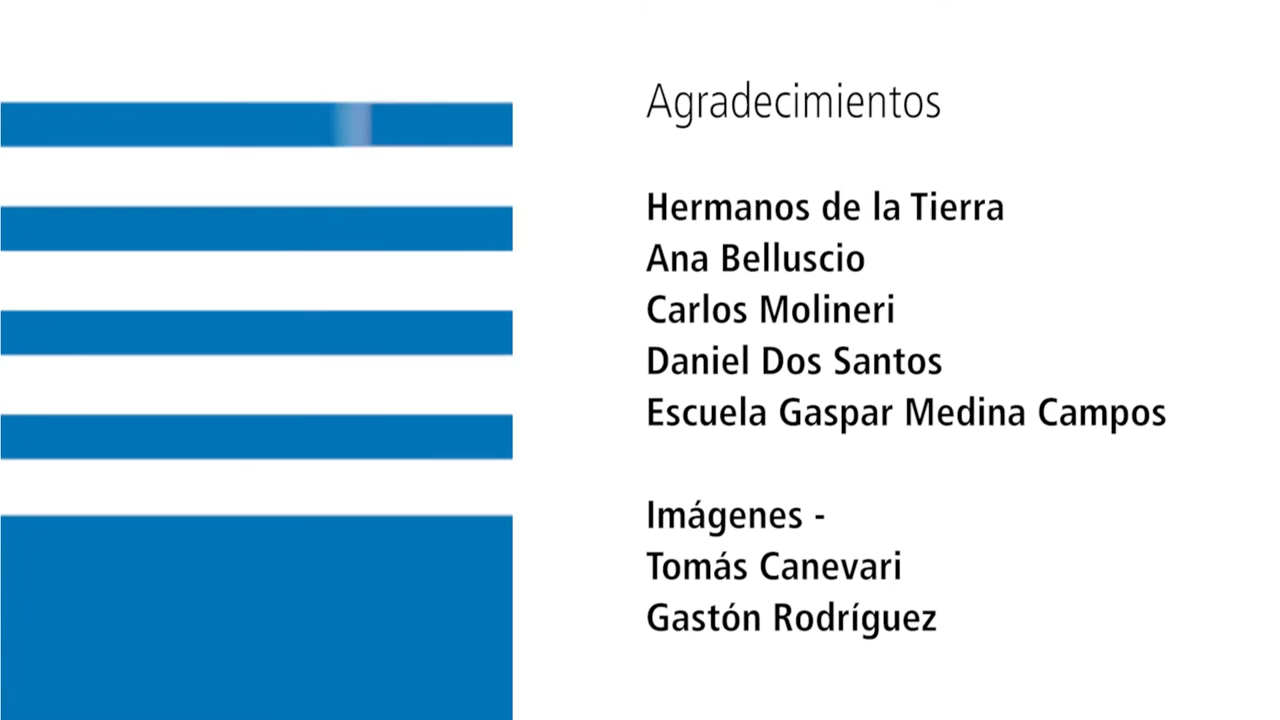 Agradecimientos
Hermanos de la Tierra
Ana Belluscio
Carlos Molineri
Daniel Dos Santos
Escuela Gaspar Medina Campos
Imágenes -
Tomás Canevari
Gastón Rodríguez